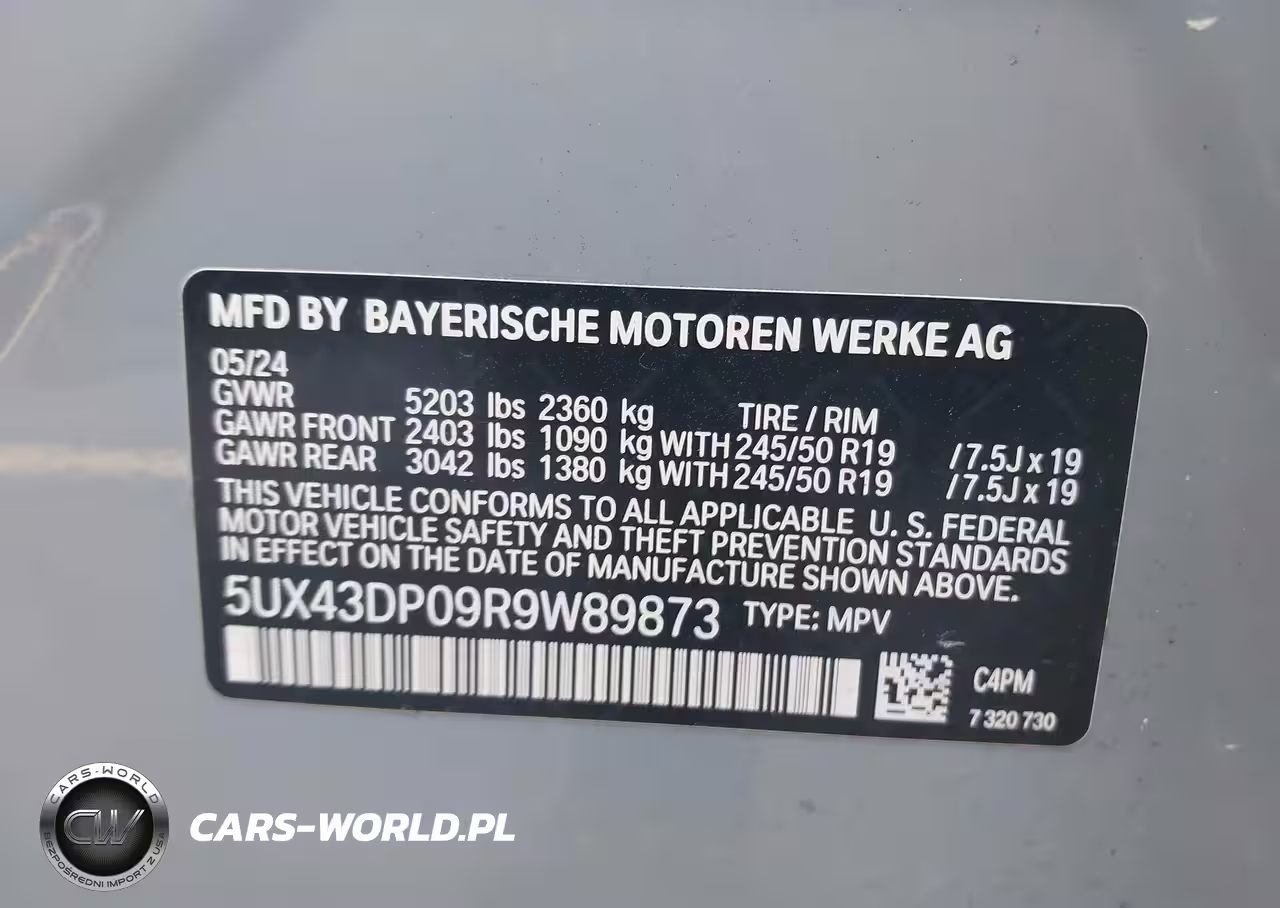 MFD BY BAYERISCHE MOTOREN WERKE AG
05/24
GVWR 5203 lbs 2360 kg TIRE / RIM
GAWR FRONT 2403 lbs 1090 kg WITH 245/50 R19 / 7.5J x 19
GAWR REAR 3042 lbs 1380 kg WITH 245/50 R19 / 7.5J x 19
THIS VEHICLE CONFORMS TO ALL APPLICABLE U. S. FEDERAL
MOTOR VEHICLE SAFETY AND THEFT PREVENTION STANDARDS
IN EFFECT ON THE DATE OF MANUFACTURE SHOWN ABOVE.
5UX43DP09R9W89873 TYPE: MPV
C4PM
7 320 730
CARS-WORLD
CW
BEZPOŚREDNI IMPORT Z USA
CARS-WORLD.PL